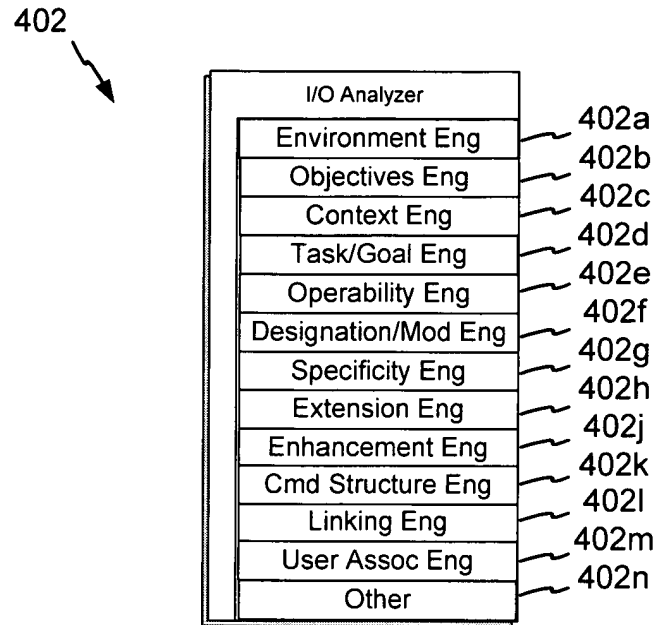 402
I/O Analyzer
Environment Eng 402a
Objectives Eng 402b
Context Eng 402c
Task/Goal Eng 402d
Operability Eng 402e
Designation/Mod Eng 402f
Specificity Eng 402g
Extension Eng 402h
Enhancement Eng 402j
Cmd Structure Eng 402k
Linking Eng 402l
User Assoc Eng 402m
Other 402n